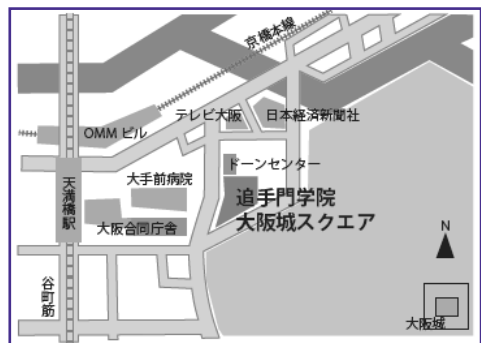 京橋本線
テレビ大阪
日本経済新聞社
OMM ビル
ドーンセンター
天満橋駅
大手前病院
追手門学院
大阪城スクエア
大阪合同庁舎
N
谷町筋
大阪城